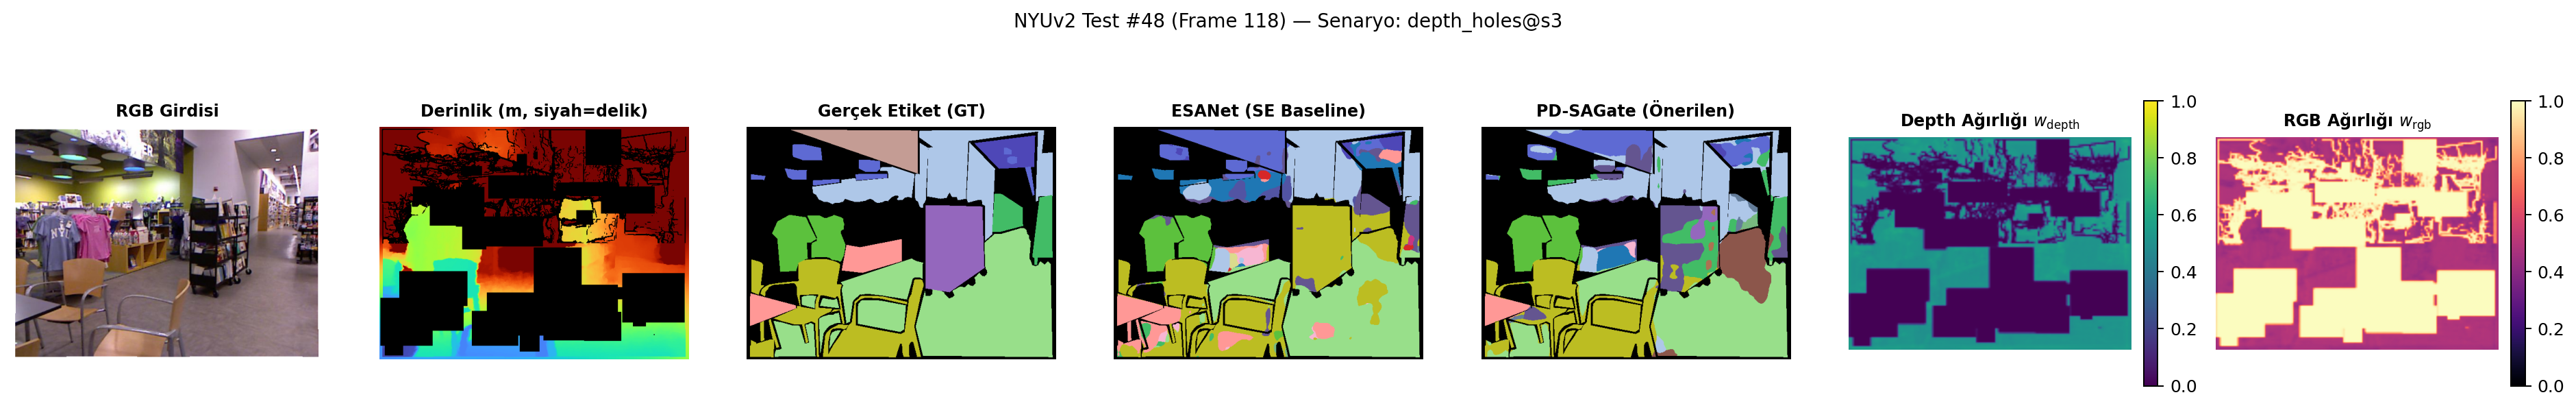 NYUv2 Test #48 (Frame 118) — Senaryo: depth_holes@s3
RGB Girdisi
Derinlik (m, siyah=delik)
Gerçek Etiket (GT)
ESANet (SE Baseline)
PD-SAGate (Önerilen)
Depth Ağırlığı w_depth
1.0
0.8
0.6
0.4
0.2
0.0
RGB Ağırlığı w_rgb
1.0
0.8
0.6
0.4
0.2
0.0